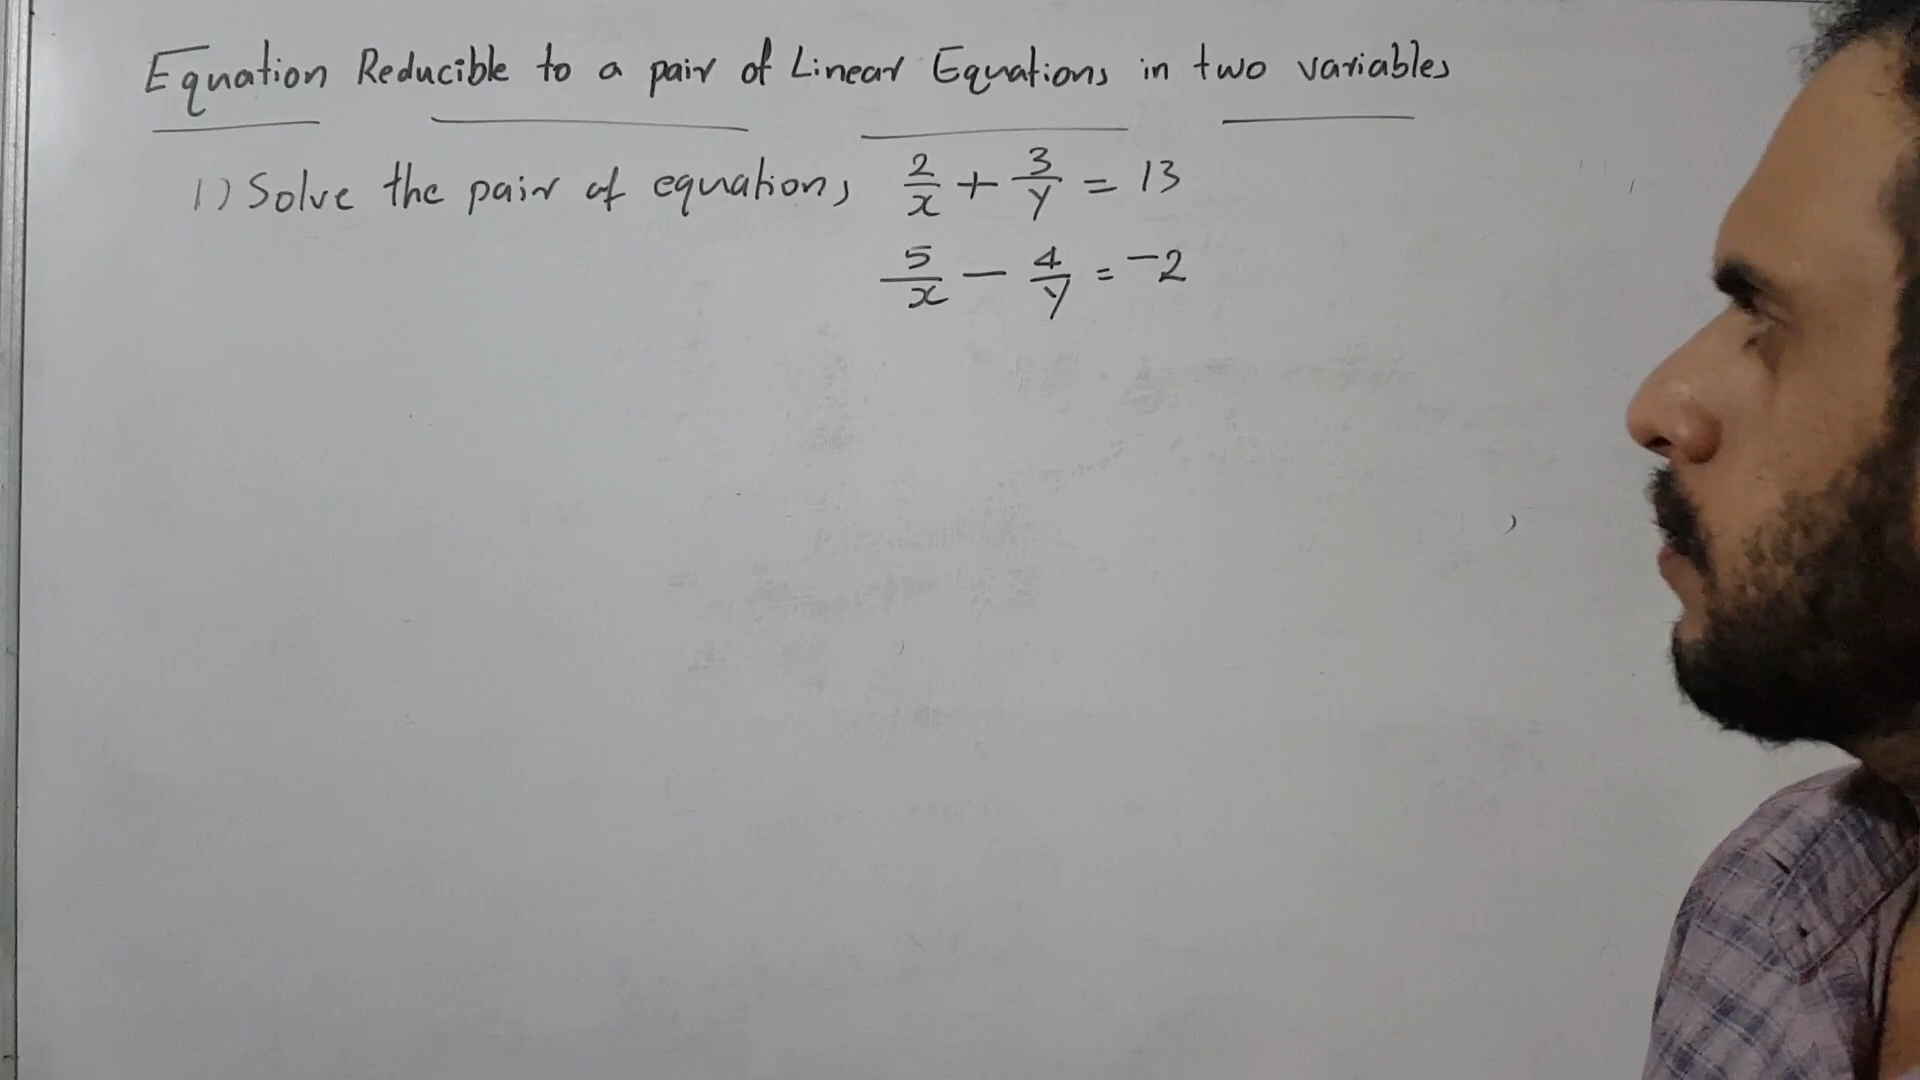 Equation Reducible to a pair of Linear Equations in two variables
1) Solve the pair of equations 2/x + 3/y = 13
5/x - 4/y = -2